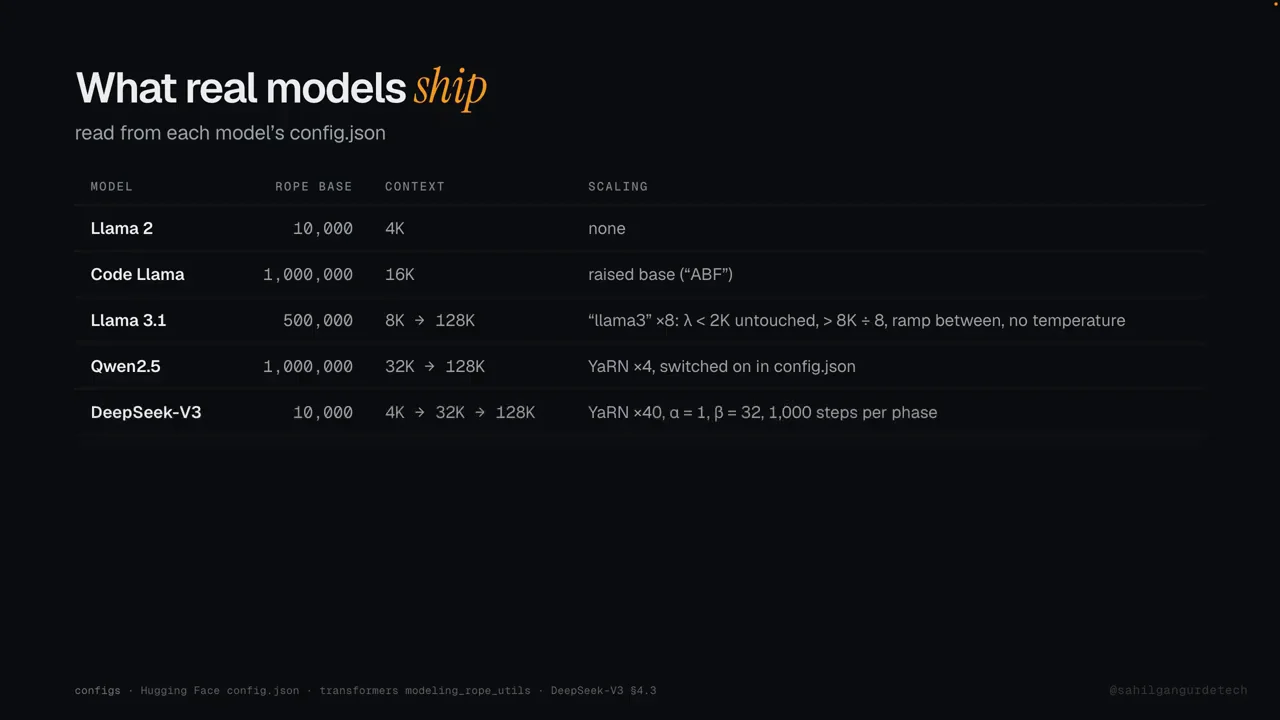 What real models ship
read from each model’s config.json
MODEL ROPE BASE CONTEXT SCALING
Llama 2 10,000 4K none
Code Llama 1,000,000 16K raised base (“ABF”)
Llama 3.1 500,000 8K → 128K “llama3” ×8: λ < 2K untouched, > 8K ÷ 8, ramp between, no temperature
Qwen2.5 1,000,000 32K → 128K YaRN ×4, switched on in config.json
DeepSeek-V3 10,000 4K → 32K → 128K YaRN ×40, α = 1, β = 32, 1,000 steps per phase
configs · Hugging Face config.json · transformers modeling_rope_utils · DeepSeek-V3 §4.3
@sahilgangurdetech